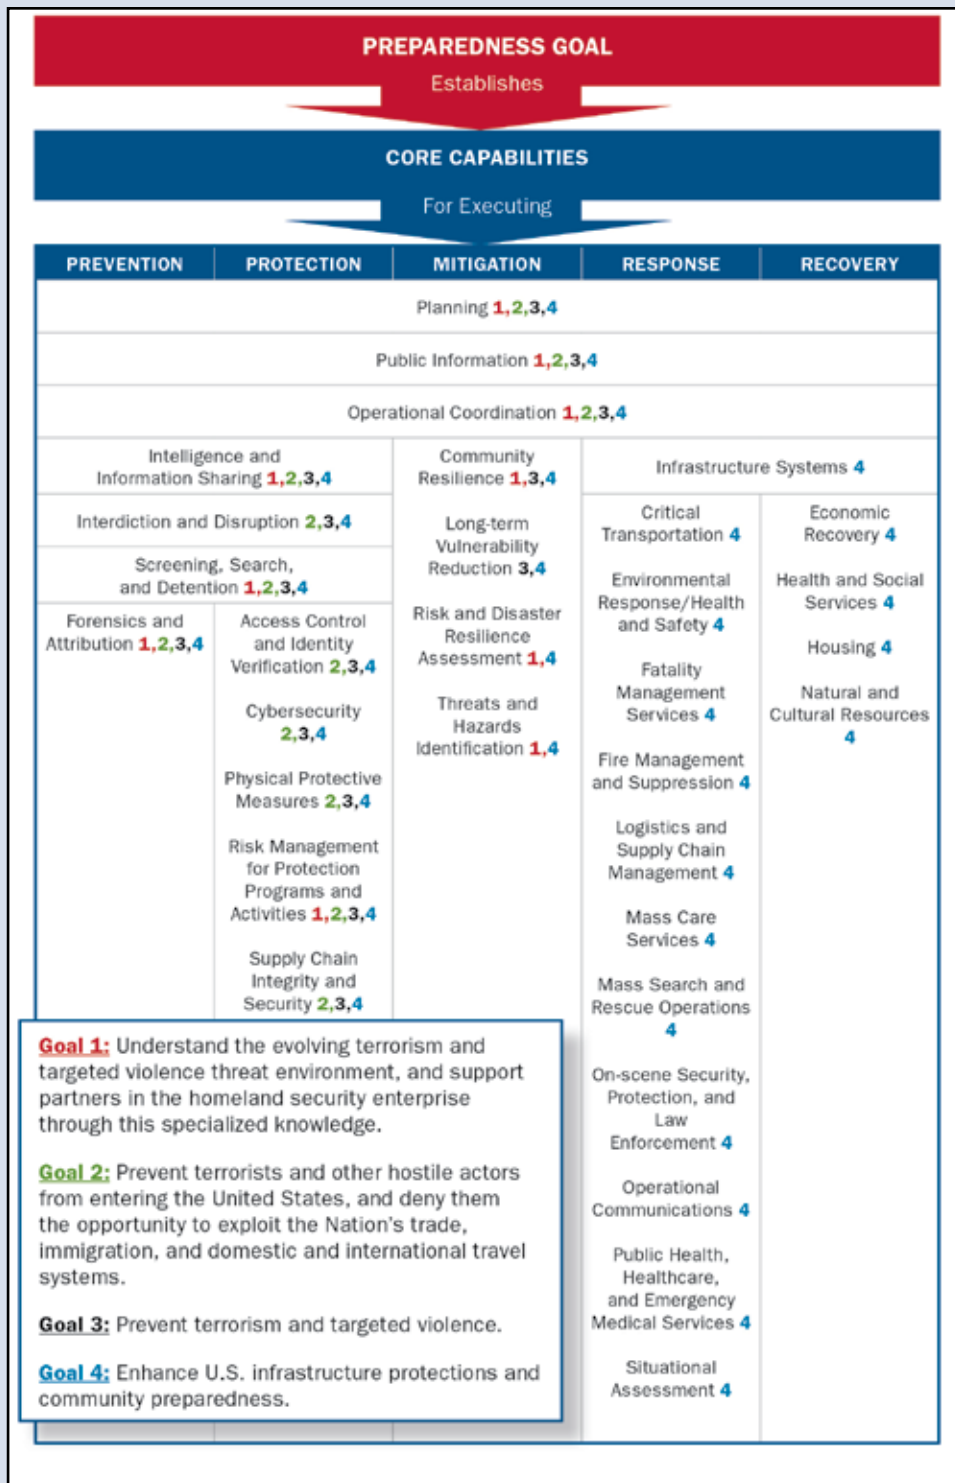 PREPAREDNESS GOAL
Establishes
CORE CAPABILITIES
For Executing
PREVENTION
PROTECTION
MITIGATION
RESPONSE
RECOVERY
Planning 1,2,3,4
Public Information 1,2,3,4
Operational Coordination 1,2,3,4
Intelligence and
Information Sharing 1,2,3,4
Interdiction and Disruption 2,3,4
Screening, Search,
and Detention 1,2,3,4
Forensics and
Attribution 1,2,3,4
Access Control
and Identity
Verification 2,3,4
Cybersecurity
2,3,4
Physical Protective
Measures 2,3,4
Risk Management
for Protection
Programs and
Activities 1,2,3,4
Supply Chain
Integrity and
Security 2,3,4
Community
Resilience 1,3,4
Long-term
Vulnerability
Reduction 3,4
Risk and Disaster
Resilience
Assessment 1,4
Threats and
Hazards
Identification 1,4
Infrastructure Systems 4
Critical
Transportation 4
Environmental
Response/Health
and Safety 4
Fatality
Management
Services 4
Fire Management
and Suppression 4
Logistics and
Supply Chain
Management 4
Mass Care
Services 4
Mass Search and
Rescue Operations
4
On-scene Security,
Protection, and
Law
Enforcement 4
Operational
Communications 4
Public Health,
Healthcare,
and Emergency
Medical Services 4
Situational
Assessment 4
Economic
Recovery 4
Health and Social
Services 4
Housing 4
Natural and
Cultural Resources
4
Goal 1: Understand the evolving terrorism and
targeted violence threat environment, and support
partners in the homeland security enterprise
through this specialized knowledge.
Goal 2: Prevent terrorists and other hostile actors
from entering the United States, and deny them
the opportunity to exploit the Nation's trade,
immigration, and domestic and international travel
systems.
Goal 3: Prevent terrorism and targeted violence.
Goal 4: Enhance U.S. infrastructure protections and
community preparedness.